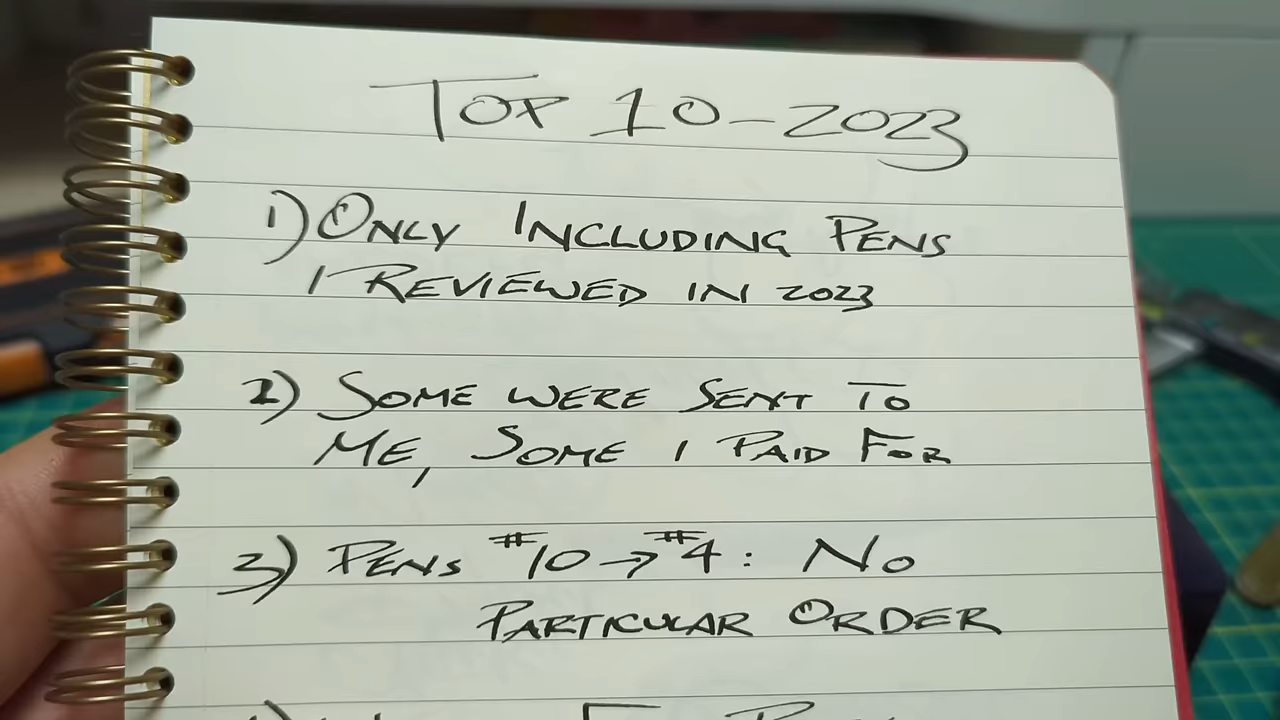 TOP 10 - 2023
1) ONLY INCLUDING PENS
I REVIEWED IN 2023
2) SOME WERE SENT TO
ME, SOME I PAID FOR
3) PENS #10 → #4 : NO
PARTICULAR ORDER